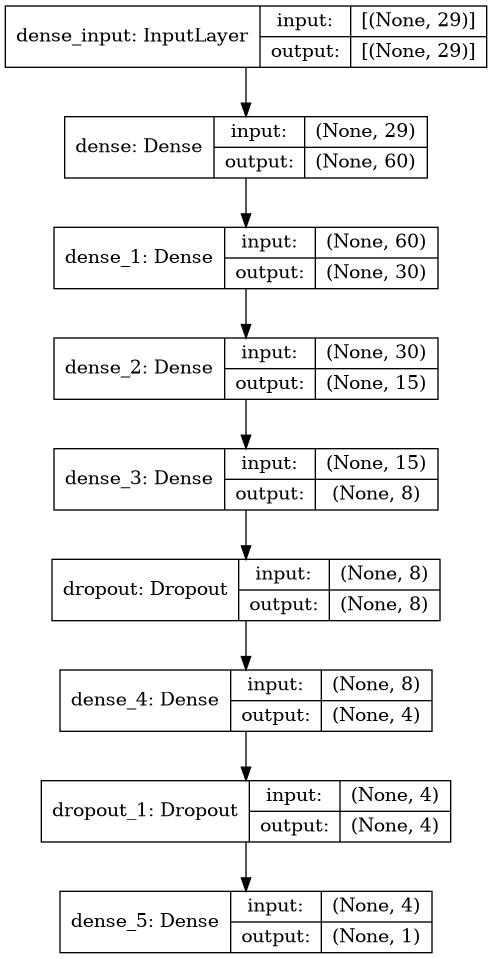 dense_input: InputLayer
input: [(None, 29)]
output: [(None, 29)]
dense: Dense
input: (None, 29)
output: (None, 60)
dense_1: Dense
input: (None, 60)
output: (None, 30)
dense_2: Dense
input: (None, 30)
output: (None, 15)
dense_3: Dense
input: (None, 15)
output: (None, 8)
dropout: Dropout
input: (None, 8)
output: (None, 8)
dense_4: Dense
input: (None, 8)
output: (None, 4)
dropout_1: Dropout
input: (None, 4)
output: (None, 4)
dense_5: Dense
input: (None, 4)
output: (None, 1)